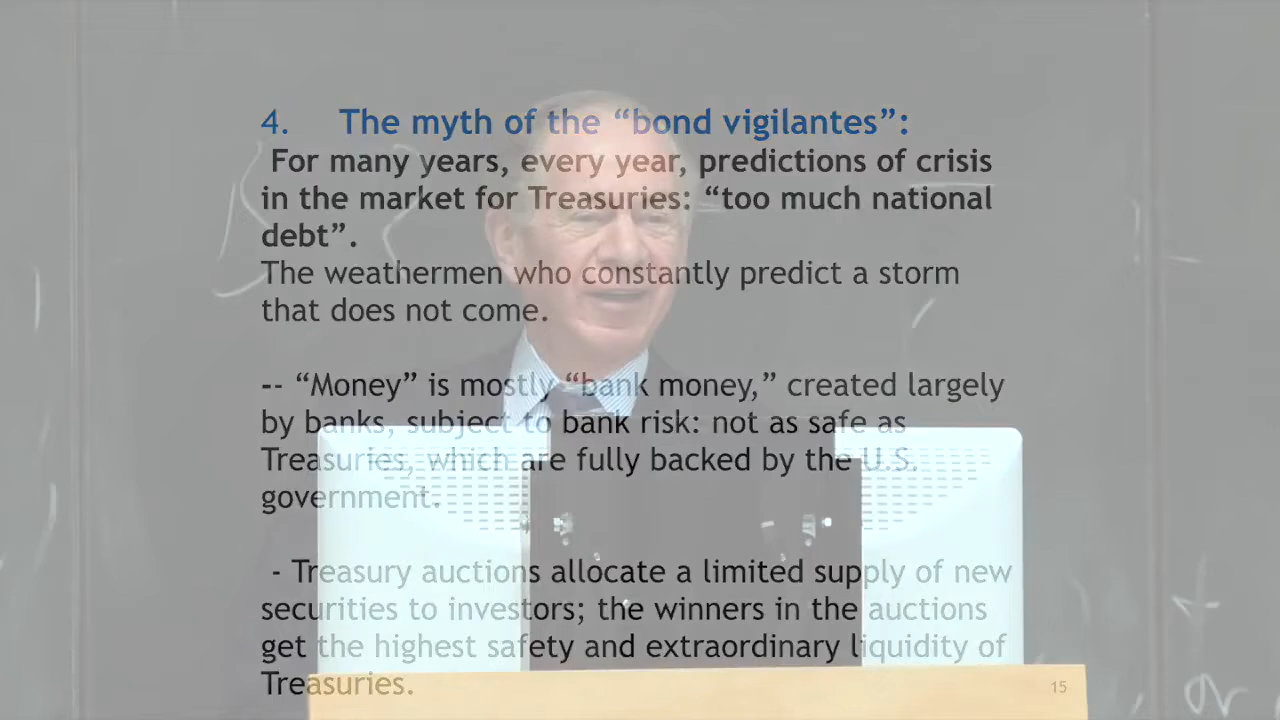 4. The myth of the “bond vigilantes”:
For many years, every year, predictions of crisis
in the market for Treasuries: “too much national
debt”.
The weathermen who constantly predict a storm
that does not come.
-- “Money” is mostly “bank money,” created largely
by banks, subject to bank risk: not as safe as
Treasuries, which are fully backed by the U.S.
government.
- Treasury auctions allocate a limited supply of new
securities to investors; the winners in the auctions
get the highest safety and extraordinary liquidity of
Treasuries.
15